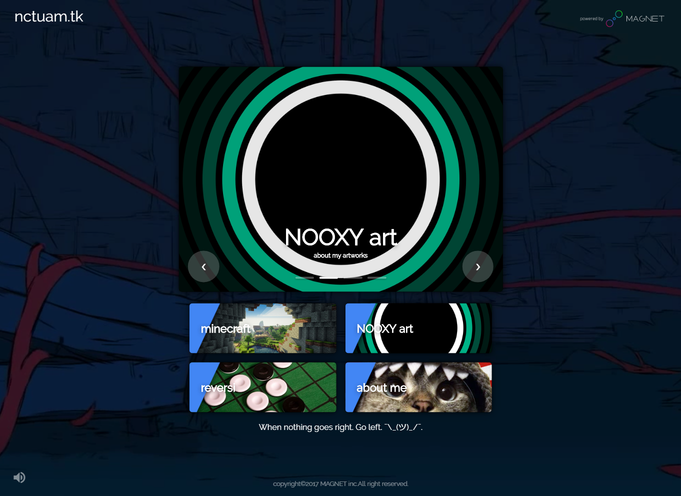 nctuam.tk
powered by MAGNET
NOOXY art
about my artworks
minecraft
NOOXY art
reversi
about me
When nothing goes right. Go left. ¯\_(ツ)_/¯.
copyright©2017 MAGNET inc.All right reserved.